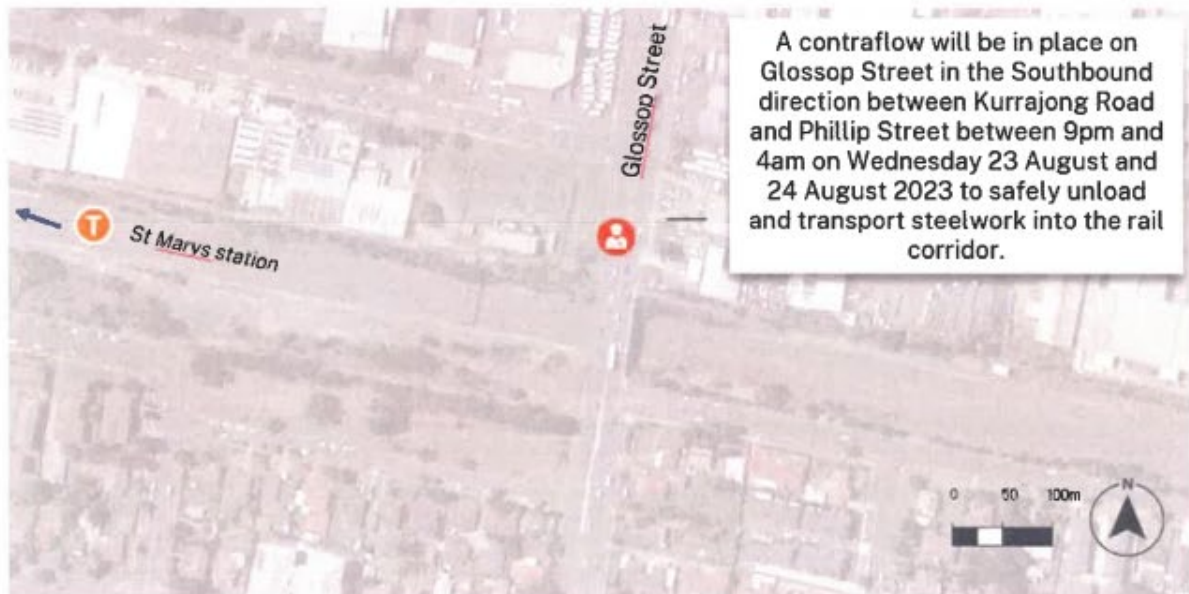 Glossop Street
A contraflow will be in place on
Glossop Street in the Southbound
direction between Kurrajong Road
and Phillip Street between 9pm and
4am on Wednesday 23 August and
24 August 2023 to safely unload
and transport steelwork into the rail
corridor.
T
St Marys station
0 50 100m
N